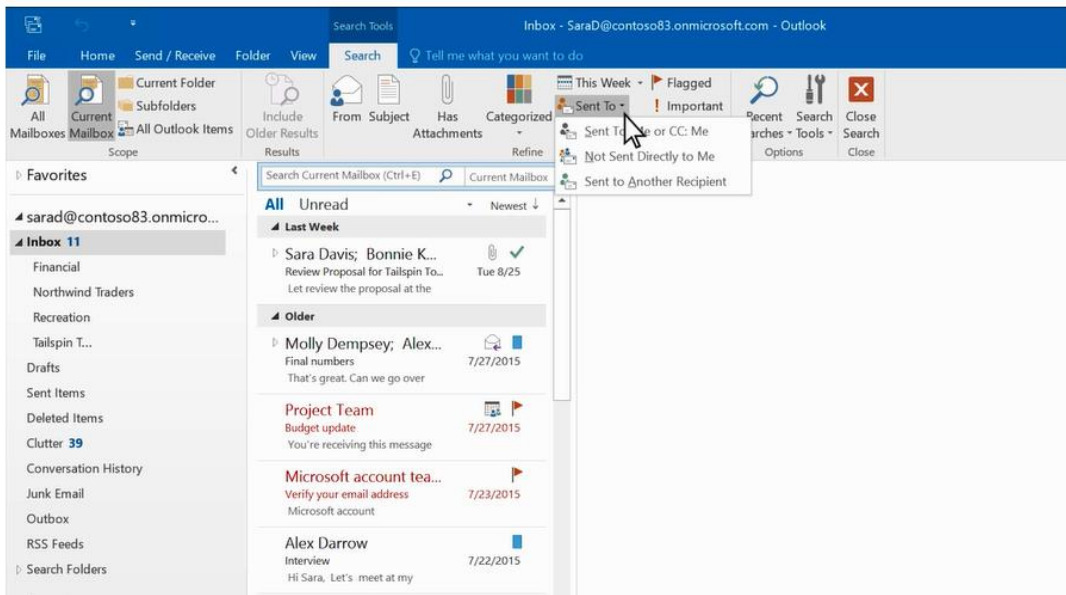 Search Tools
Inbox - SaraD@contoso83.onmicrosoft.com - Outlook
File Home Send / Receive Folder View Search Tell me what you want to do
All Mailboxes
Current Mailbox
Current Folder
Subfolders
All Outlook Items
Scope
Include Older Results
Results
From
Subject
Has Attachments
Categorized
This Week
Flagged
Sent To
Important
Refine
Search Tools
Options
Close Search
Close
Not Sent Directly to Me
Sent to Another Recipient
Favorites
sarad@contoso83.onmicro...
Inbox 11
Financial
Northwind Traders
Recreation
Tailspin T...
Drafts
Sent Items
Deleted Items
Clutter 39
Conversation History
Junk Email
Outbox
RSS Feeds
Search Folders
Search Current Mailbox (Ctrl+E) Current Mailbox
All Unread Newest
Last Week
Sara Davis; Bonnie K...
Review Proposal for Tailspin To... Tue 8/25
Let review the proposal at the
Older
Molly Dempsey; Alex...
Final numbers 7/27/2015
That's great. Can we go over
Project Team
Budget update 7/27/2015
You're receiving this message
Microsoft account tea...
Verify your email address 7/23/2015
Microsoft account
Alex Darrow
Interview 7/22/2015
Hi Sara, Let's meet at my